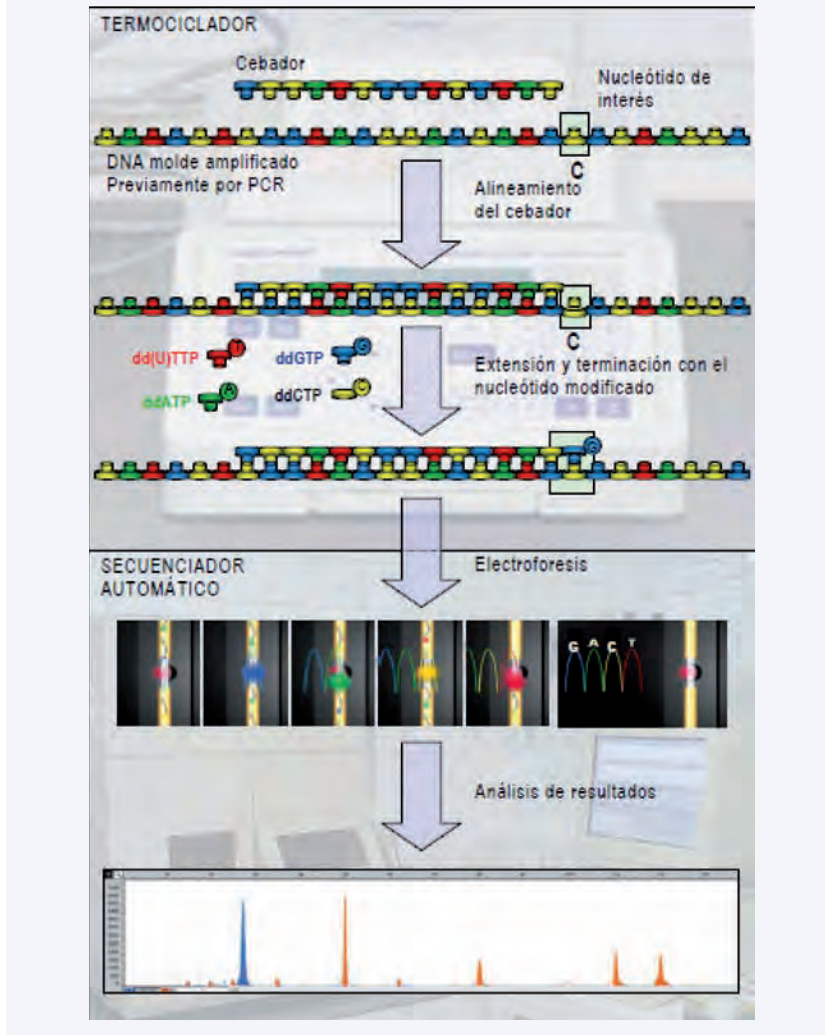 TERMOCICLADOR
Cebador
Nucleótido de
interés
DNA molde amplificado
Previamente por PCR
C
Alineamiento
del cebador
C
dd(U)TTP T
ddGTP G
ddATP A
ddCTP C
Extensión y terminación con el
nucleótido modificado
G
SECUENCIADOR
AUTOMÁTICO
Electroforesis
G A C T
Análisis de resultados